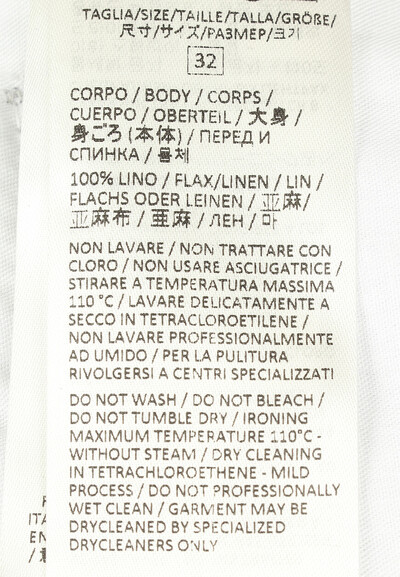 TAGLIA/SIZE/TAILLE/TALLA/GRÖßE/
尺寸/サイズ/РАЗМЕР/크기
32
CORPO / BODY / CORPS /
CUERPO / OBERTEIL / 大身 /
身ごろ (本体) / ПЕРЕД И
СПИНКА / 몸체
100% LINO / FLAX/LINEN / LIN /
FLACHS ODER LEINEN / 亚麻/
亚麻布 / 亜麻 / ЛЕН / 마
NON LAVARE / NON TRATTARE CON
CLORO / NON USARE ASCIUGATRICE /
STIRARE A TEMPERATURA MASSIMA
110 °C / LAVARE DELICATAMENTE A
SECCO IN TETRACLOROETILENE /
NON LAVARE PROFESSIONALMENTE
AD UMIDO / PER LA PULITURA
RIVOLGERSI A CENTRI SPECIALIZZATI
DO NOT WASH / DO NOT BLEACH /
DO NOT TUMBLE DRY / IRONING
MAXIMUM TEMPERATURE 110°C -
WITHOUT STEAM / DRY CLEANING
IN TETRACHLOROETHENE - MILD
PROCESS / DO NOT PROFESSIONALLY
WET CLEAN / GARMENT MAY BE
DRYCLEANED BY SPECIALIZED
DRYCLEANERS ONLY
ITA
EN